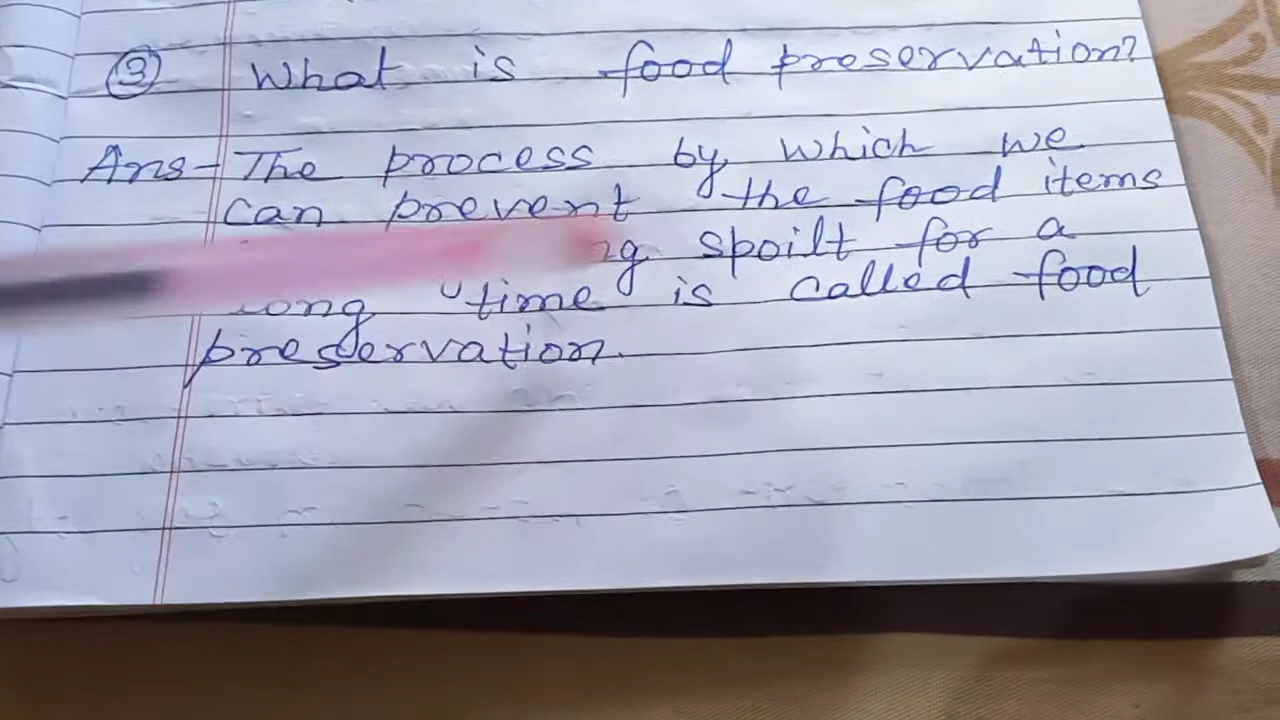 ③ What is food preservation?
Ans- The process by which we
can prevent the food items
spoilt for a
long time is called food
preservation.